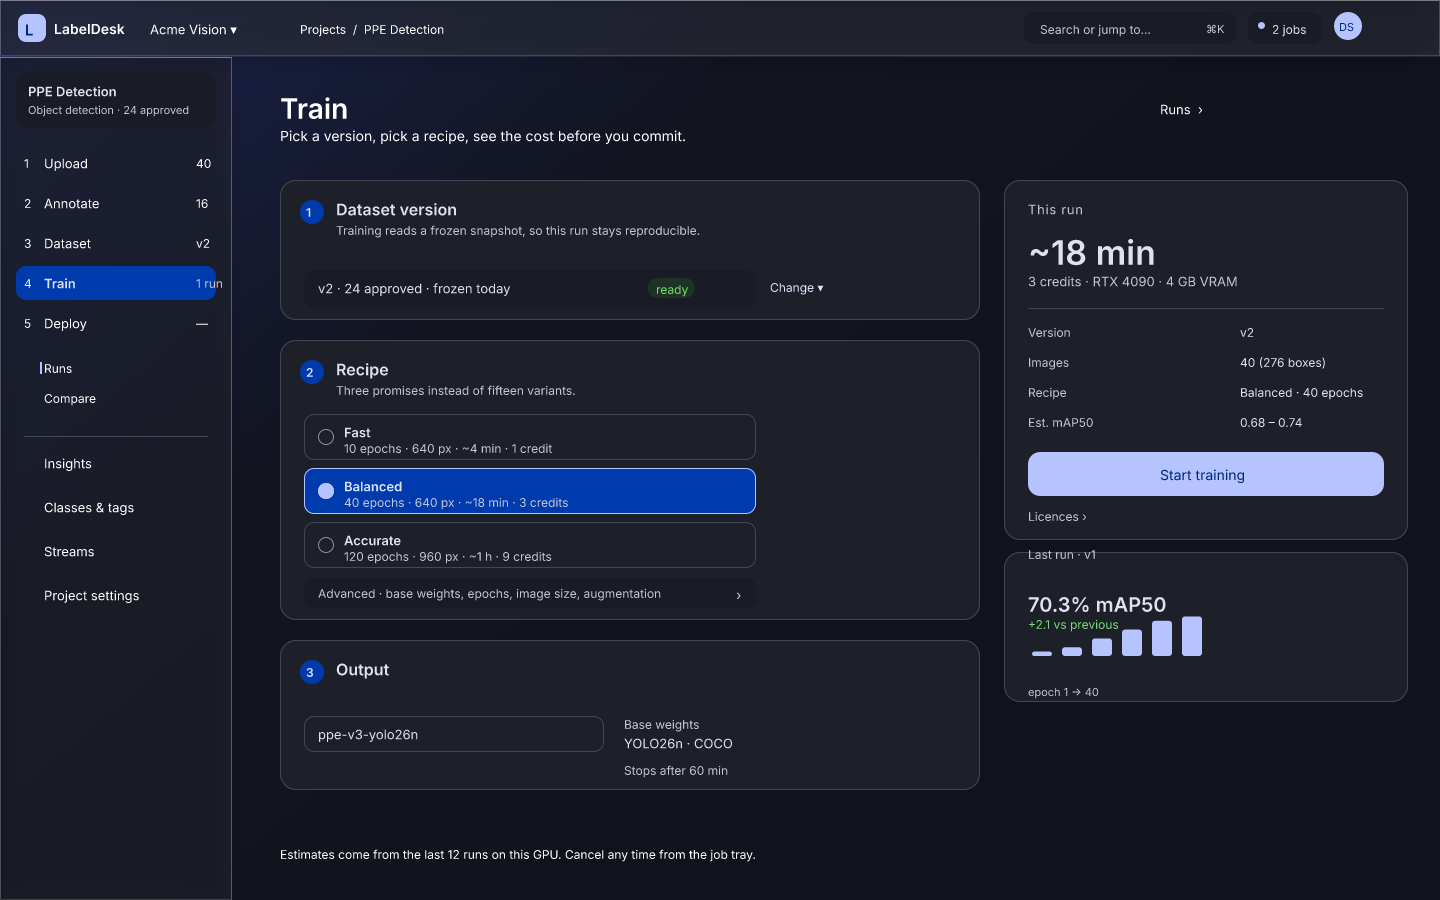 L LabelDesk Acme Vision ▾ Projects / PPE Detection Search or jump to... ⌘K 2 jobs DS
PPE Detection
Object detection · 24 approved
1 Upload 40
2 Annotate 16
3 Dataset v2
4 Train 1 run
5 Deploy —
Runs
Compare
Insights
Classes & tags
Streams
Project settings
Train
Pick a version, pick a recipe, see the cost before you commit.
Runs ›
1 Dataset version
Training reads a frozen snapshot, so this run stays reproducible.
v2 · 24 approved · frozen today ready Change ▾
2 Recipe
Three promises instead of fifteen variants.
Fast
10 epochs · 640 px · ~4 min · 1 credit
Balanced
40 epochs · 640 px · ~18 min · 3 credits
Accurate
120 epochs · 960 px · ~1 h · 9 credits
Advanced · base weights, epochs, image size, augmentation ›
3 Output
ppe-v3-yolo26n
Base weights
YOLO26n · COCO
Stops after 60 min
This run
~18 min
3 credits · RTX 4090 · 4 GB VRAM
Version v2
Images 40 (276 boxes)
Recipe Balanced · 40 epochs
Est. mAP50 0.68 – 0.74
Start training
Licences ›
Last run · v1
70.3% mAP50
+2.1 vs previous
epoch 1 → 40
Estimates come from the last 12 runs on this GPU. Cancel any time from the job tray.